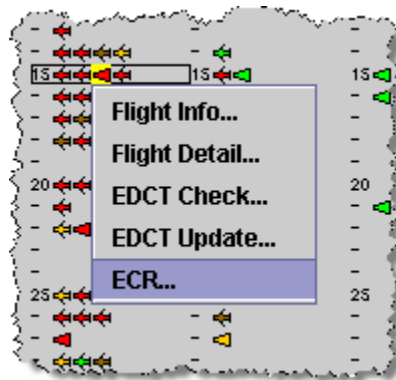 15 15 15
Flight Info...
Flight Detail...
EDCT Check...
20 20
EDCT Update...
ECR...
25 25